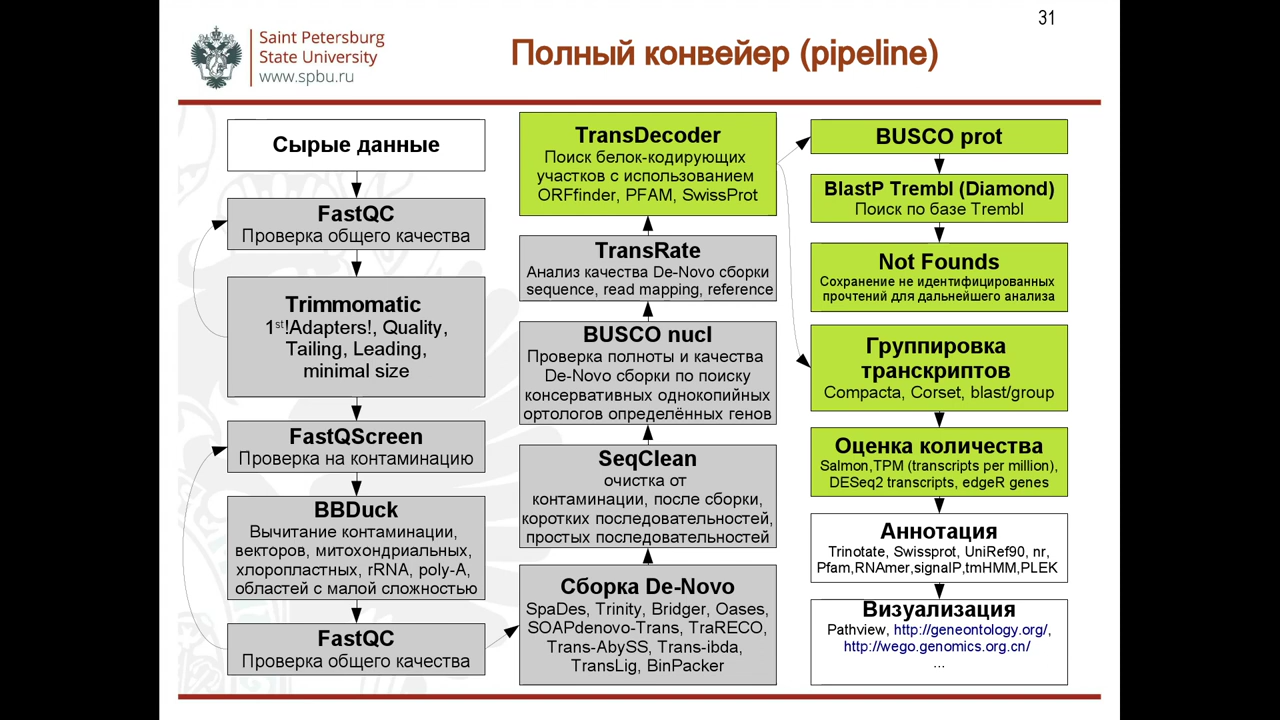 31
Saint Petersburg
State University
www.spbu.ru
Полный конвейер (pipeline)
Сырые данные
FastQC
Проверка общего качества
Trimmomatic
1st!Adapters!, Quality,
Tailing, Leading,
minimal size
FastQScreen
Проверка на контаминацию
BBDuck
Вычитание контаминации,
векторов, митохондриальных,
хлоропластных, rRNA, poly-A,
областей с малой сложностью
FastQC
Проверка общего качества
TransDecoder
Поиск белок-кодирующих
участков с использованием
ORFfinder, PFAM, SwissProt
TransRate
Анализ качества De-Novo сборки
sequence, read mapping, reference
BUSCO nucl
Проверка полноты и качества
De-Novo сборки по поиску
консервативных однокопийных
ортологов определённых генов
SeqClean
очистка от
контаминации, после сборки,
коротких последовательностей,
простых последовательностей
Сборка De-Novo
SpaDes, Trinity, Bridger, Oases,
SOAPdenovo-Trans, TraRECO,
Trans-AbySS, Trans-ibda,
TransLig, BinPacker
BUSCO prot
BlastP Trembl (Diamond)
Поиск по базе Trembl
Not Founds
Сохранение не идентифицированных
прочтений для дальнейшего анализа
Группировка
транскриптов
Compacta, Corset, blast/group
Оценка количества
Salmon,TPM (transcripts per million),
DESeq2 transcripts, edgeR genes
Аннотация
Trinotate, Swissprot, UniRef90, nr,
Pfam,RNAmer,signalP,tmHMM,PLEK
Визуализация
Pathview, http://geneontology.org/,
http://wego.genomics.org.cn/
...